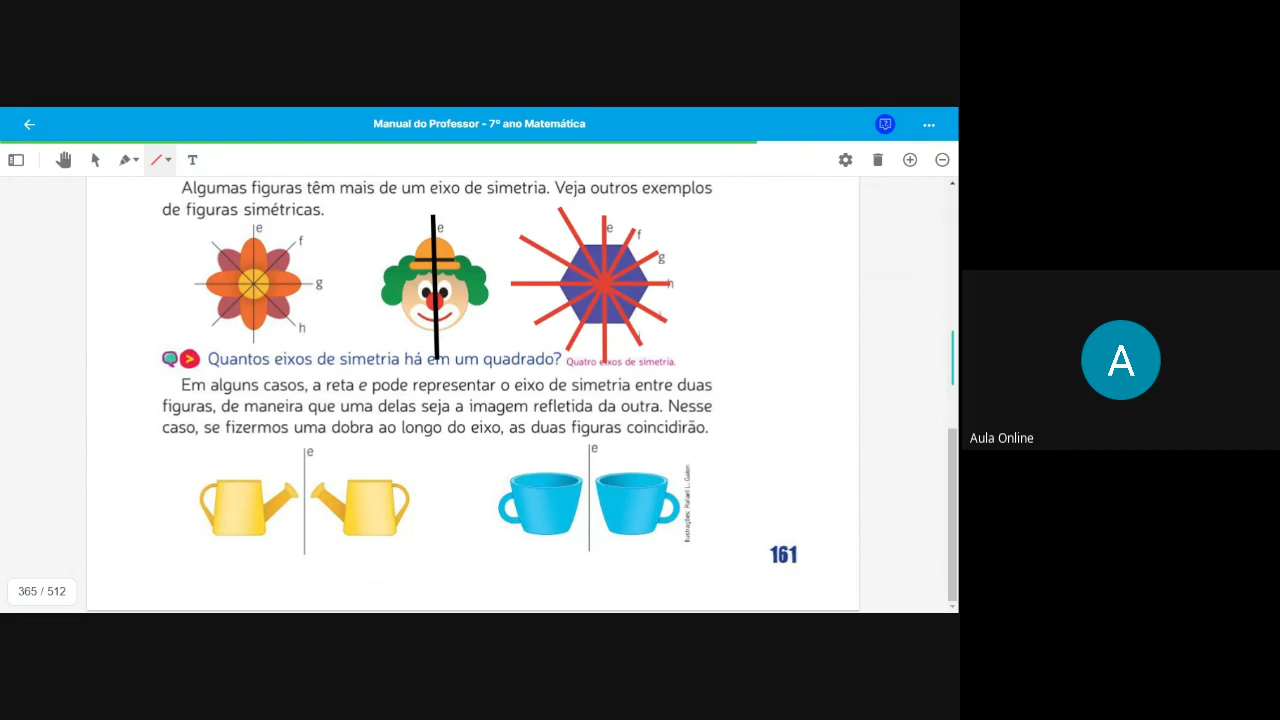 Manual do Professor - 7º ano Matemática
T
Algumas figuras têm mais de um eixo de simetria. Veja outros exemplos
de figuras simétricas.
e
f
g
h
e
e
f
g
h
i
j
Quantos eixos de simetria há em um quadrado? Quatro eixos de simetria.
Em alguns casos, a reta e pode representar o eixo de simetria entre duas
figuras, de maneira que uma delas seja a imagem refletida da outra. Nesse
caso, se fizermos uma dobra ao longo do eixo, as duas figuras coincidirão.
e
e
Ilustrações: Rafael L. Gaion
161
365 / 512
A
Aula Online